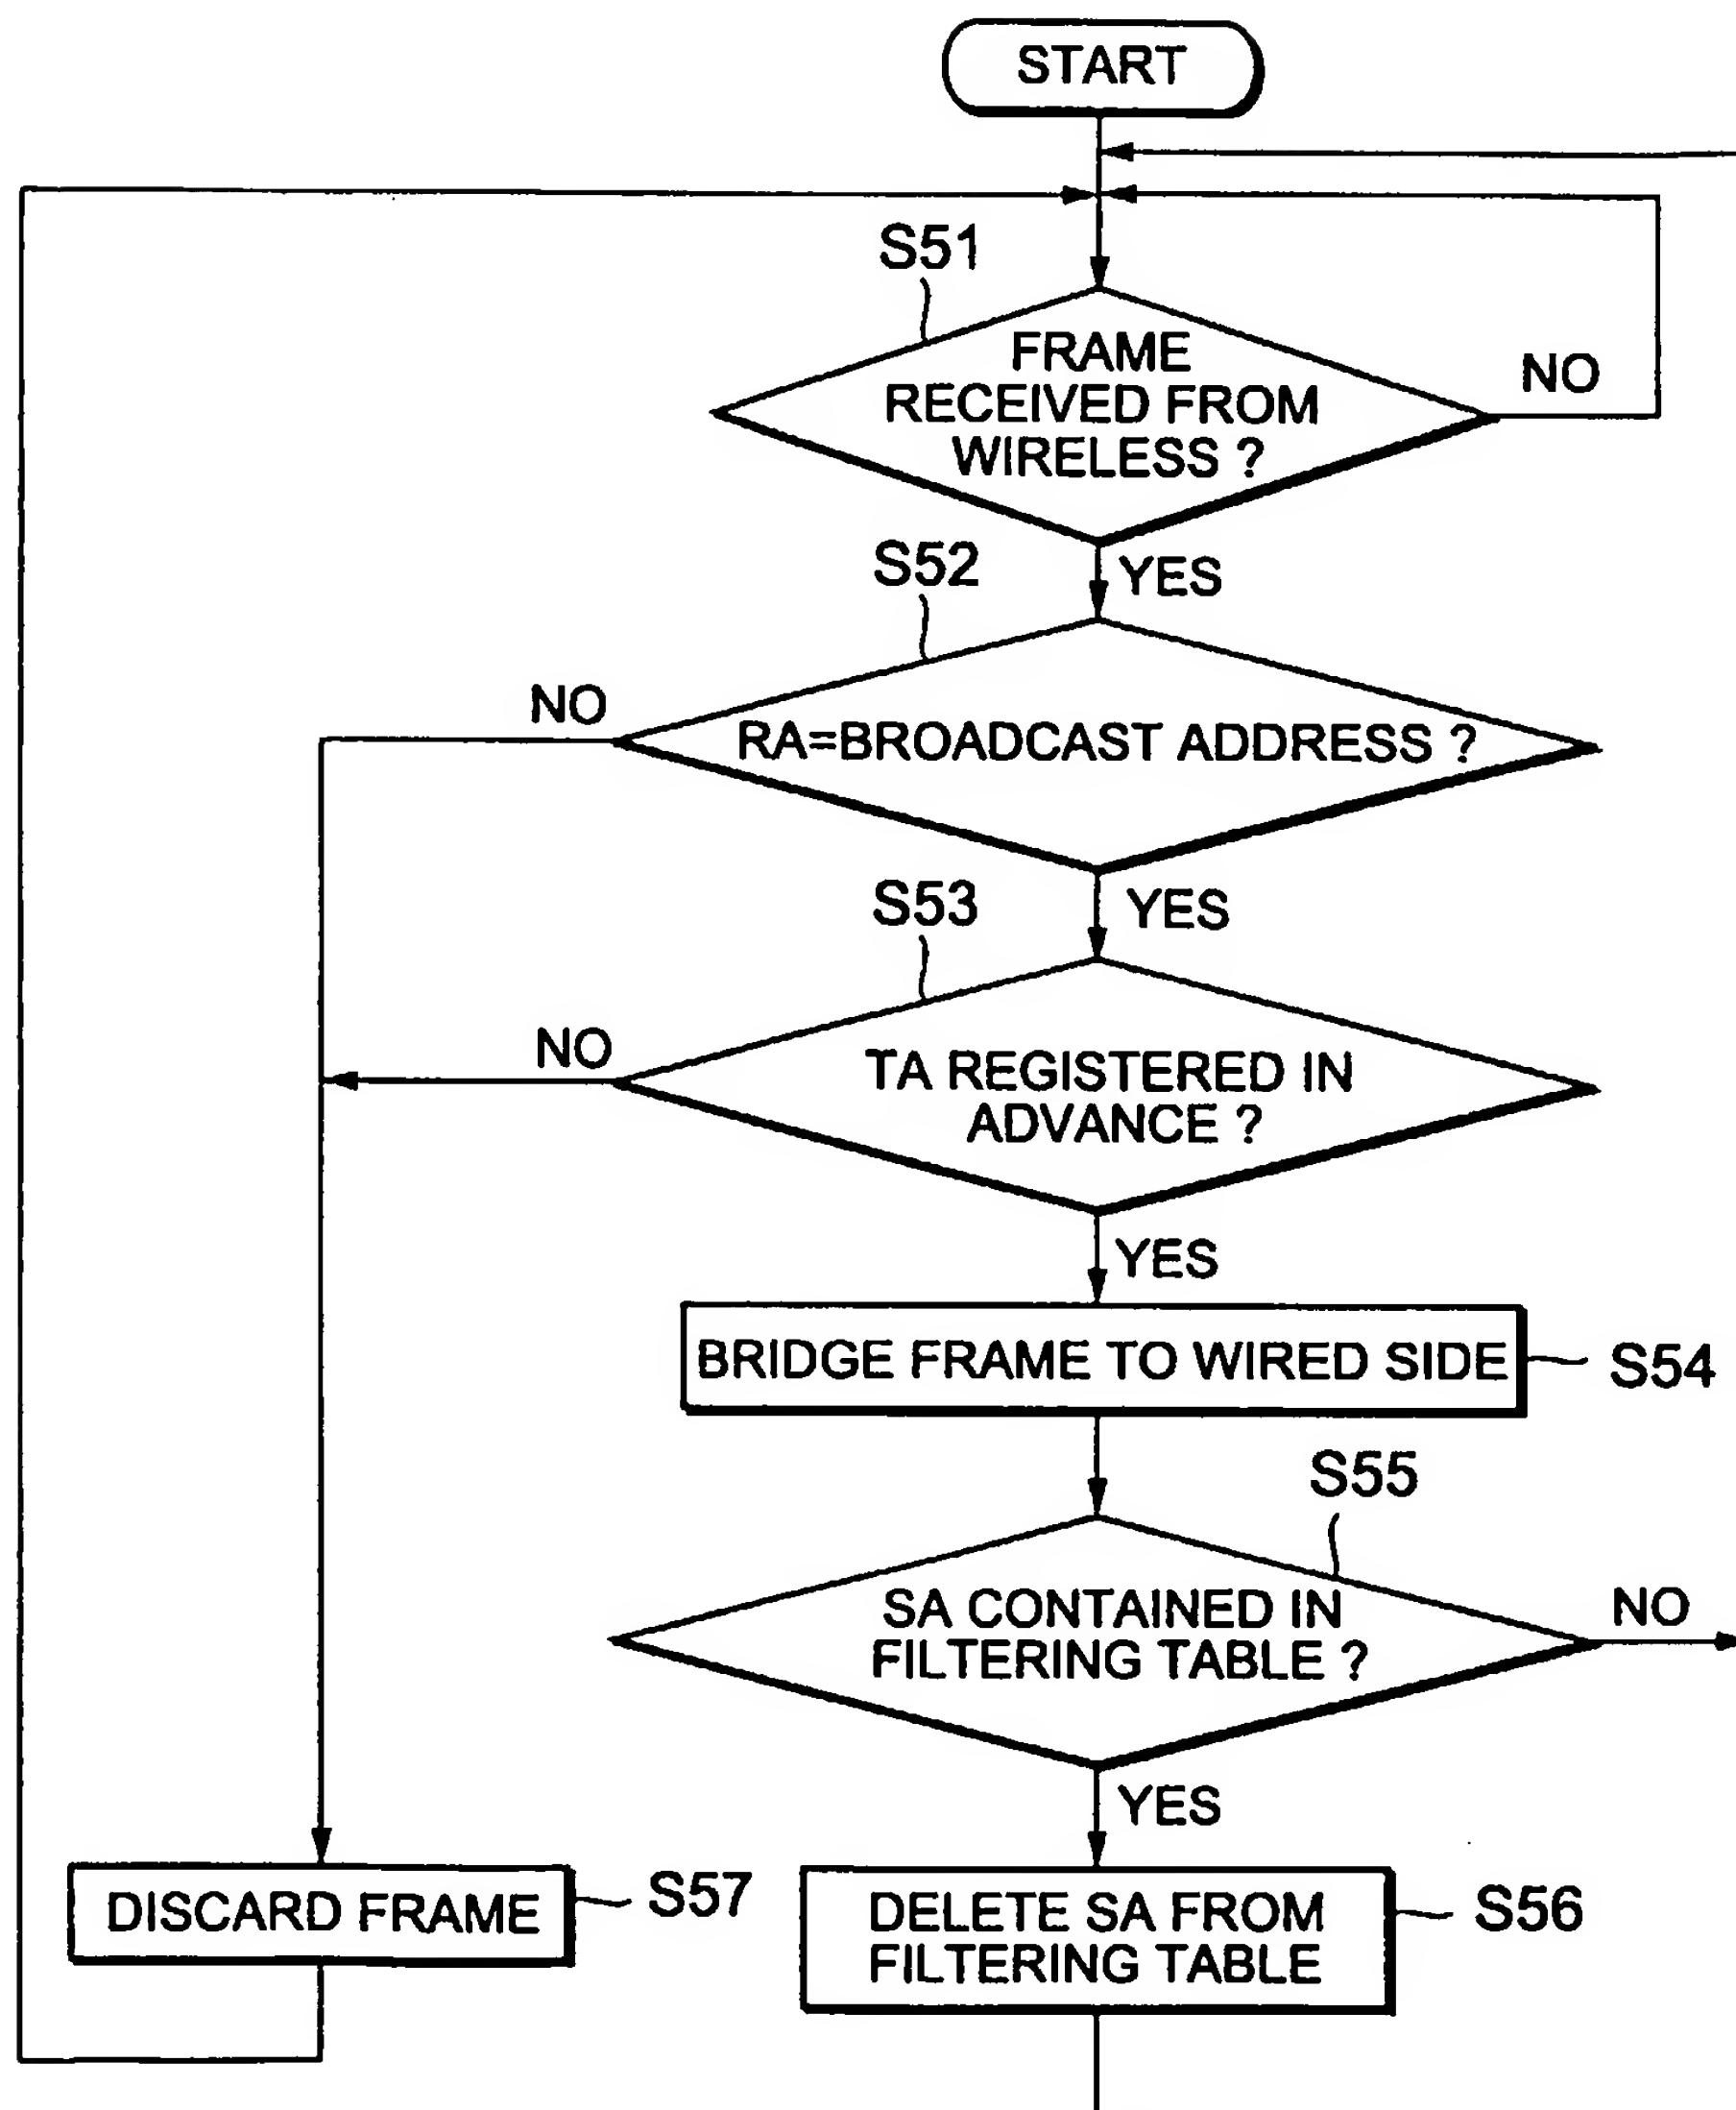 START
S51
FRAME
RECEIVED FROM
WIRELESS ?
NO
YES
S52
NO
RA=BROADCAST ADDRESS ?
YES
S53
NO
TA REGISTERED IN
ADVANCE ?
YES
BRIDGE FRAME TO WIRED SIDE
S54
S55
SA CONTAINED IN
FILTERING TABLE ?
NO
YES
DISCARD FRAME
S57
DELETE SA FROM
FILTERING TABLE
S56